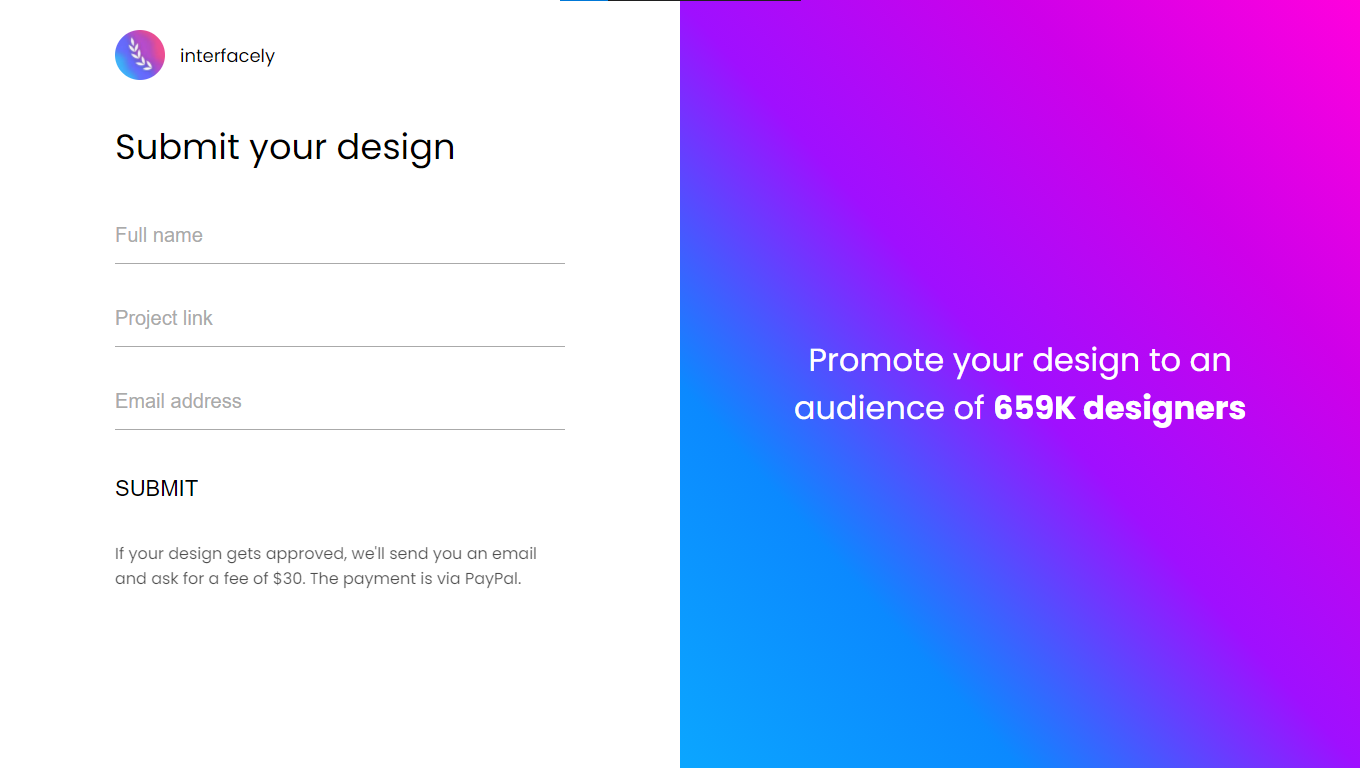 interfacely
Submit your design
Full name
Project link
Email address
SUBMIT
If your design gets approved, we'll send you an email
and ask for a fee of $30. The payment is via PayPal.
Promote your design to an
audience of 659K designers